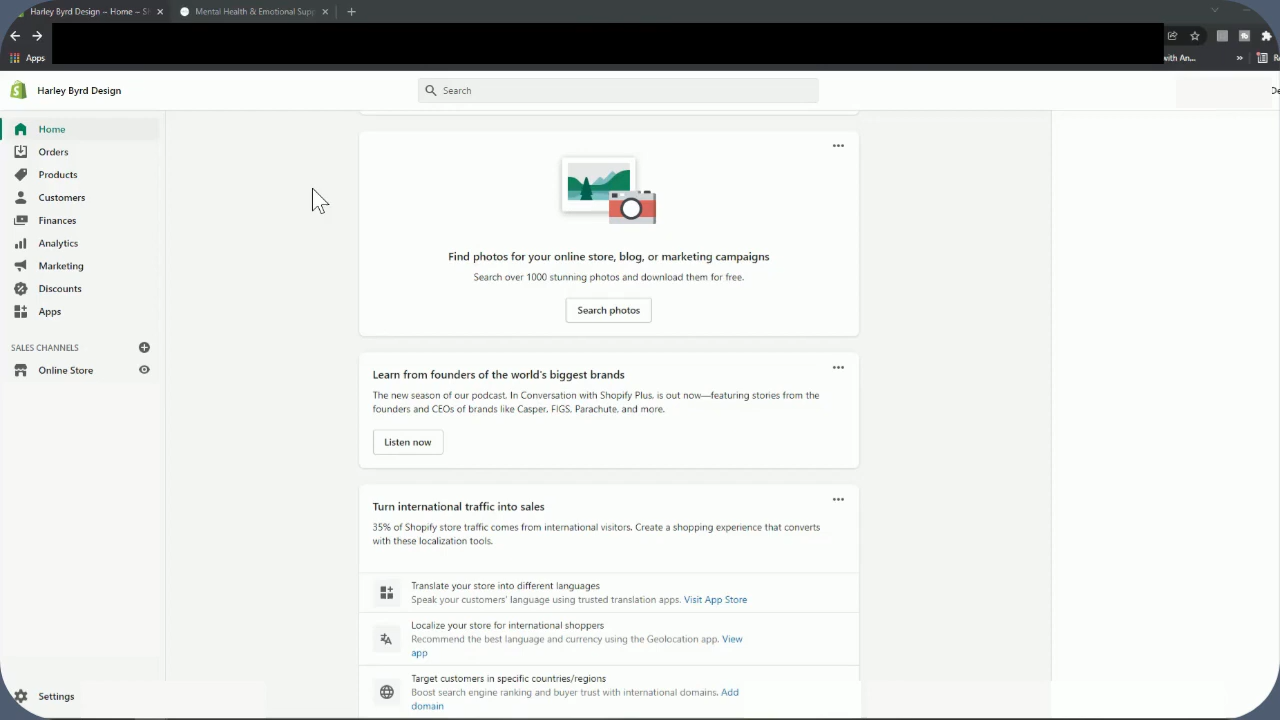 Harley Byrd Design – Home – S
Mental Health & Emotional Sup
Apps
with An...
»
Harley Byrd Design
Search
Home
Orders
Products
Customers
Finances
Analytics
Marketing
Discounts
Apps
SALES CHANNELS
Online Store
Settings
Find photos for your online store, blog, or marketing campaigns
Search over 1000 stunning photos and download them for free.
Search photos
Learn from founders of the world's biggest brands
The new season of our podcast, In Conversation with Shopify Plus, is out now—featuring stories from the
founders and CEOs of brands like Casper, FIGS, Parachute, and more.
Listen now
Turn international traffic into sales
35% of Shopify store traffic comes from international visitors. Create a shopping experience that converts
with these localization tools.
Translate your store into different languages
Speak your customers' language using trusted translation apps. Visit App Store
Localize your store for international shoppers
Recommend the best language and currency using the Geolocation app. View
app
Target customers in specific countries/regions
Boost search engine ranking and buyer trust with international domains. Add
domain